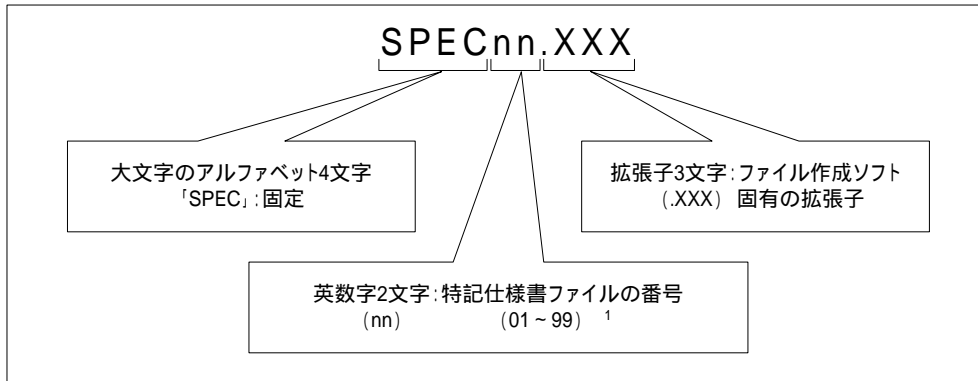 SPECnn.XXX
大文字のアルファベット4文字
「SPEC」:固定
拡張子3文字:ファイル作成ソフト
(.XXX) 固有の拡張子
英数字2文字:特記仕様書ファイルの番号
(nn) (01~99) 1